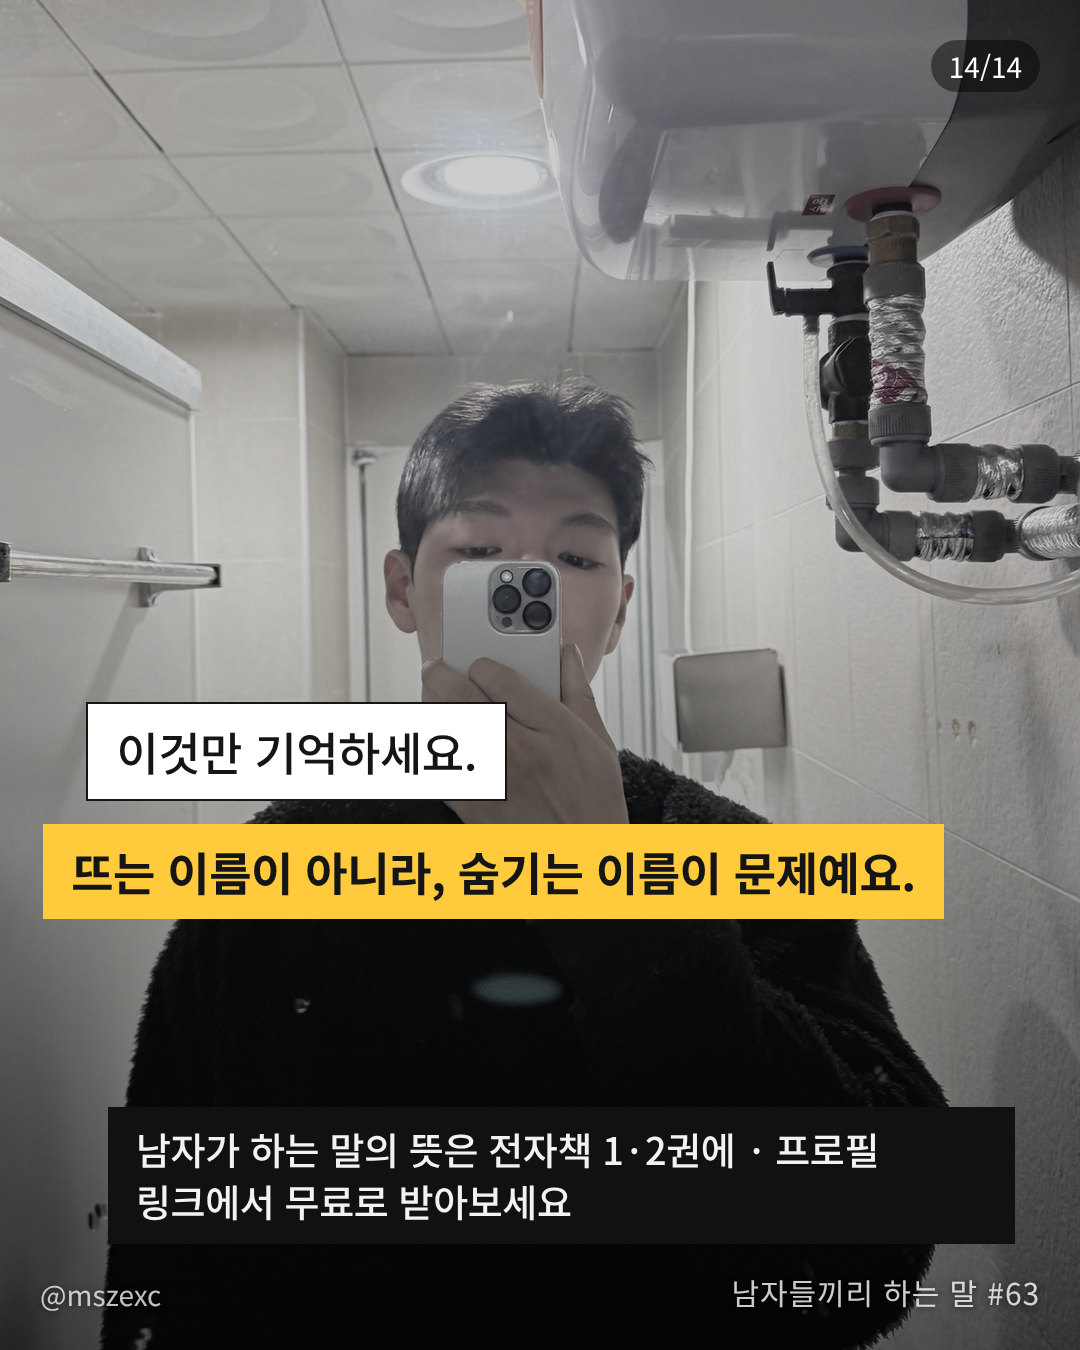 14/14
이것만 기억하세요.
뜨는 이름이 아니라, 숨기는 이름이 문제예요.
남자가 하는 말의 뜻은 전자책 1·2권에 · 프로필
링크에서 무료로 받아보세요
@mszexc
남자들끼리 하는 말 #63